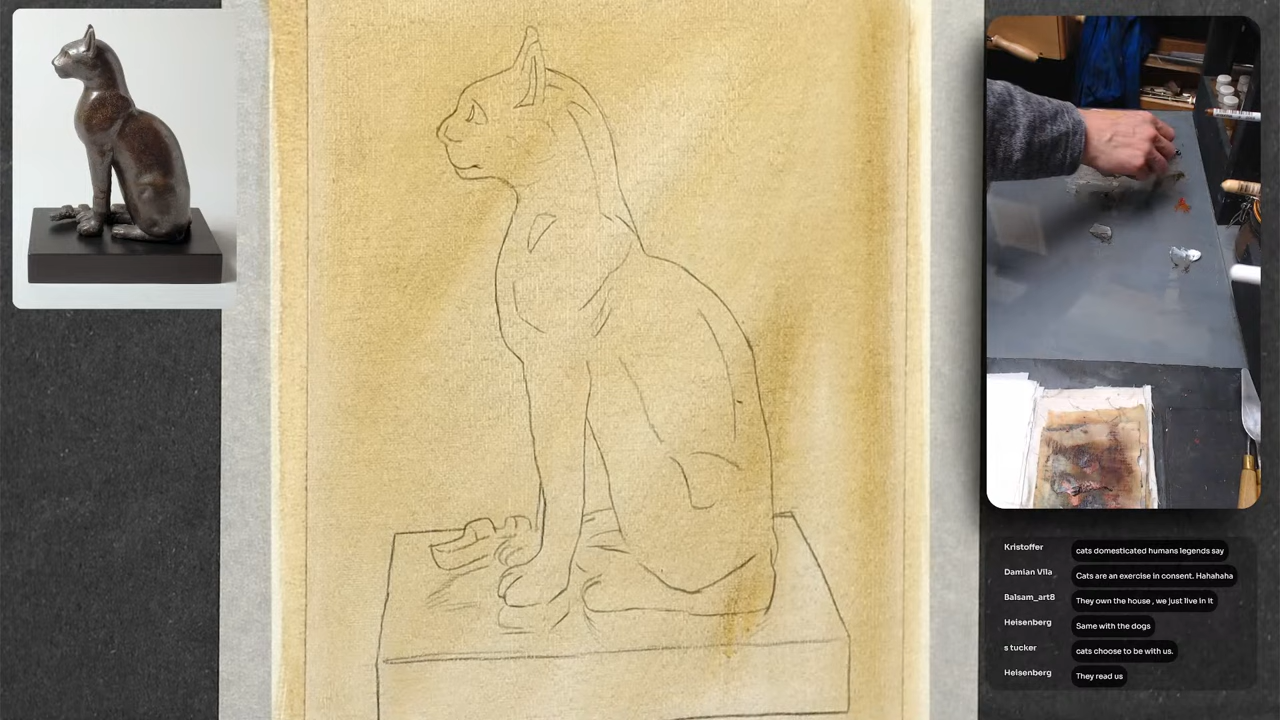 Kristoffer
cats domesticated humans legends say
Damian Vila
Cats are an exercise in consent. Hahahaha
Balsam_art8
They own the house , we just live in it
Heisenberg
Same with the dogs
s tucker
cats choose to be with us.
Heisenberg
They read us